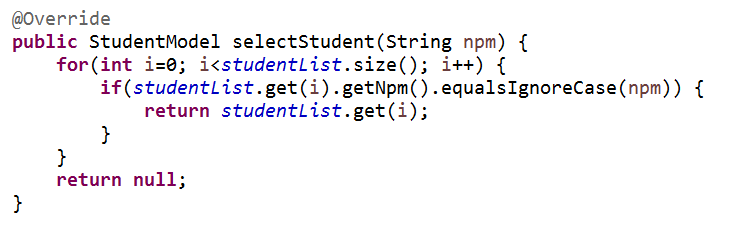 @Override
public StudentModel selectStudent(String npm) {
    for(int i=0; i<studentList.size(); i++) {
        if(studentList.get(i).getNpm().equalsIgnoreCase(npm)) {
            return studentList.get(i);
        }
    }
    return null;
}